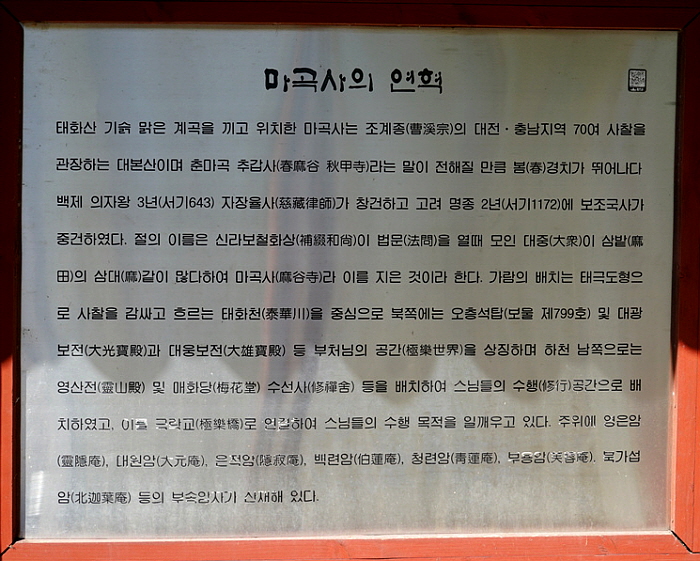 마곡사의 연혁
태화산 기슭 맑은 계곡을 끼고 위치한 마곡사는 조계종(曹溪宗)의 대전·충남지역 70여 사찰을
관장하는 대본산이며 춘마곡 추갑사(春麻谷 秋甲寺)라는 말이 전해질 만큼 봄(春)경치가 뛰어나다
백제 의자왕 3년(서기643) 자장율사(慈藏律師)가 창건하고 고려 명종 2년(서기1172)에 보조국사가
중건하였다. 절의 이름은 신라보철화상(補綴和尙)이 법문(法問)을 열때 모인 대중(大衆)이 삼밭(麻
田)의 삼대(麻)같이 많다하여 마곡사(麻谷寺)라 이름 지은 것이라 한다. 가람의 배치는 태극도형으
로 사찰을 감싸고 흐르는 태화천(泰華川)을 중심으로 북쪽에는 오층석탑(보물 제799호) 및 대광
보전(大光寶殿)과 대웅보전(大雄寶殿) 등 부처님의 공간(極樂世界)을 상징하며 하천 남쪽으로는
영산전(靈山殿) 및 매화당(梅花堂) 수선사(修禪舍) 등을 배치하여 스님들의 수행(修行)공간으로 배
치하였고, 이를 극락교(極樂橋)로 연결하여 스님들의 수행 목적을 일깨우고 있다. 주위에 영은암
(靈隱庵), 대원암(大元庵), 은적암(隱寂庵), 백련암(伯蓮庵), 청련암(靑蓮庵), 부용암(芙蓉庵), 북가섭
암(北迦葉庵) 등의 부속암자가 산재해 있다.